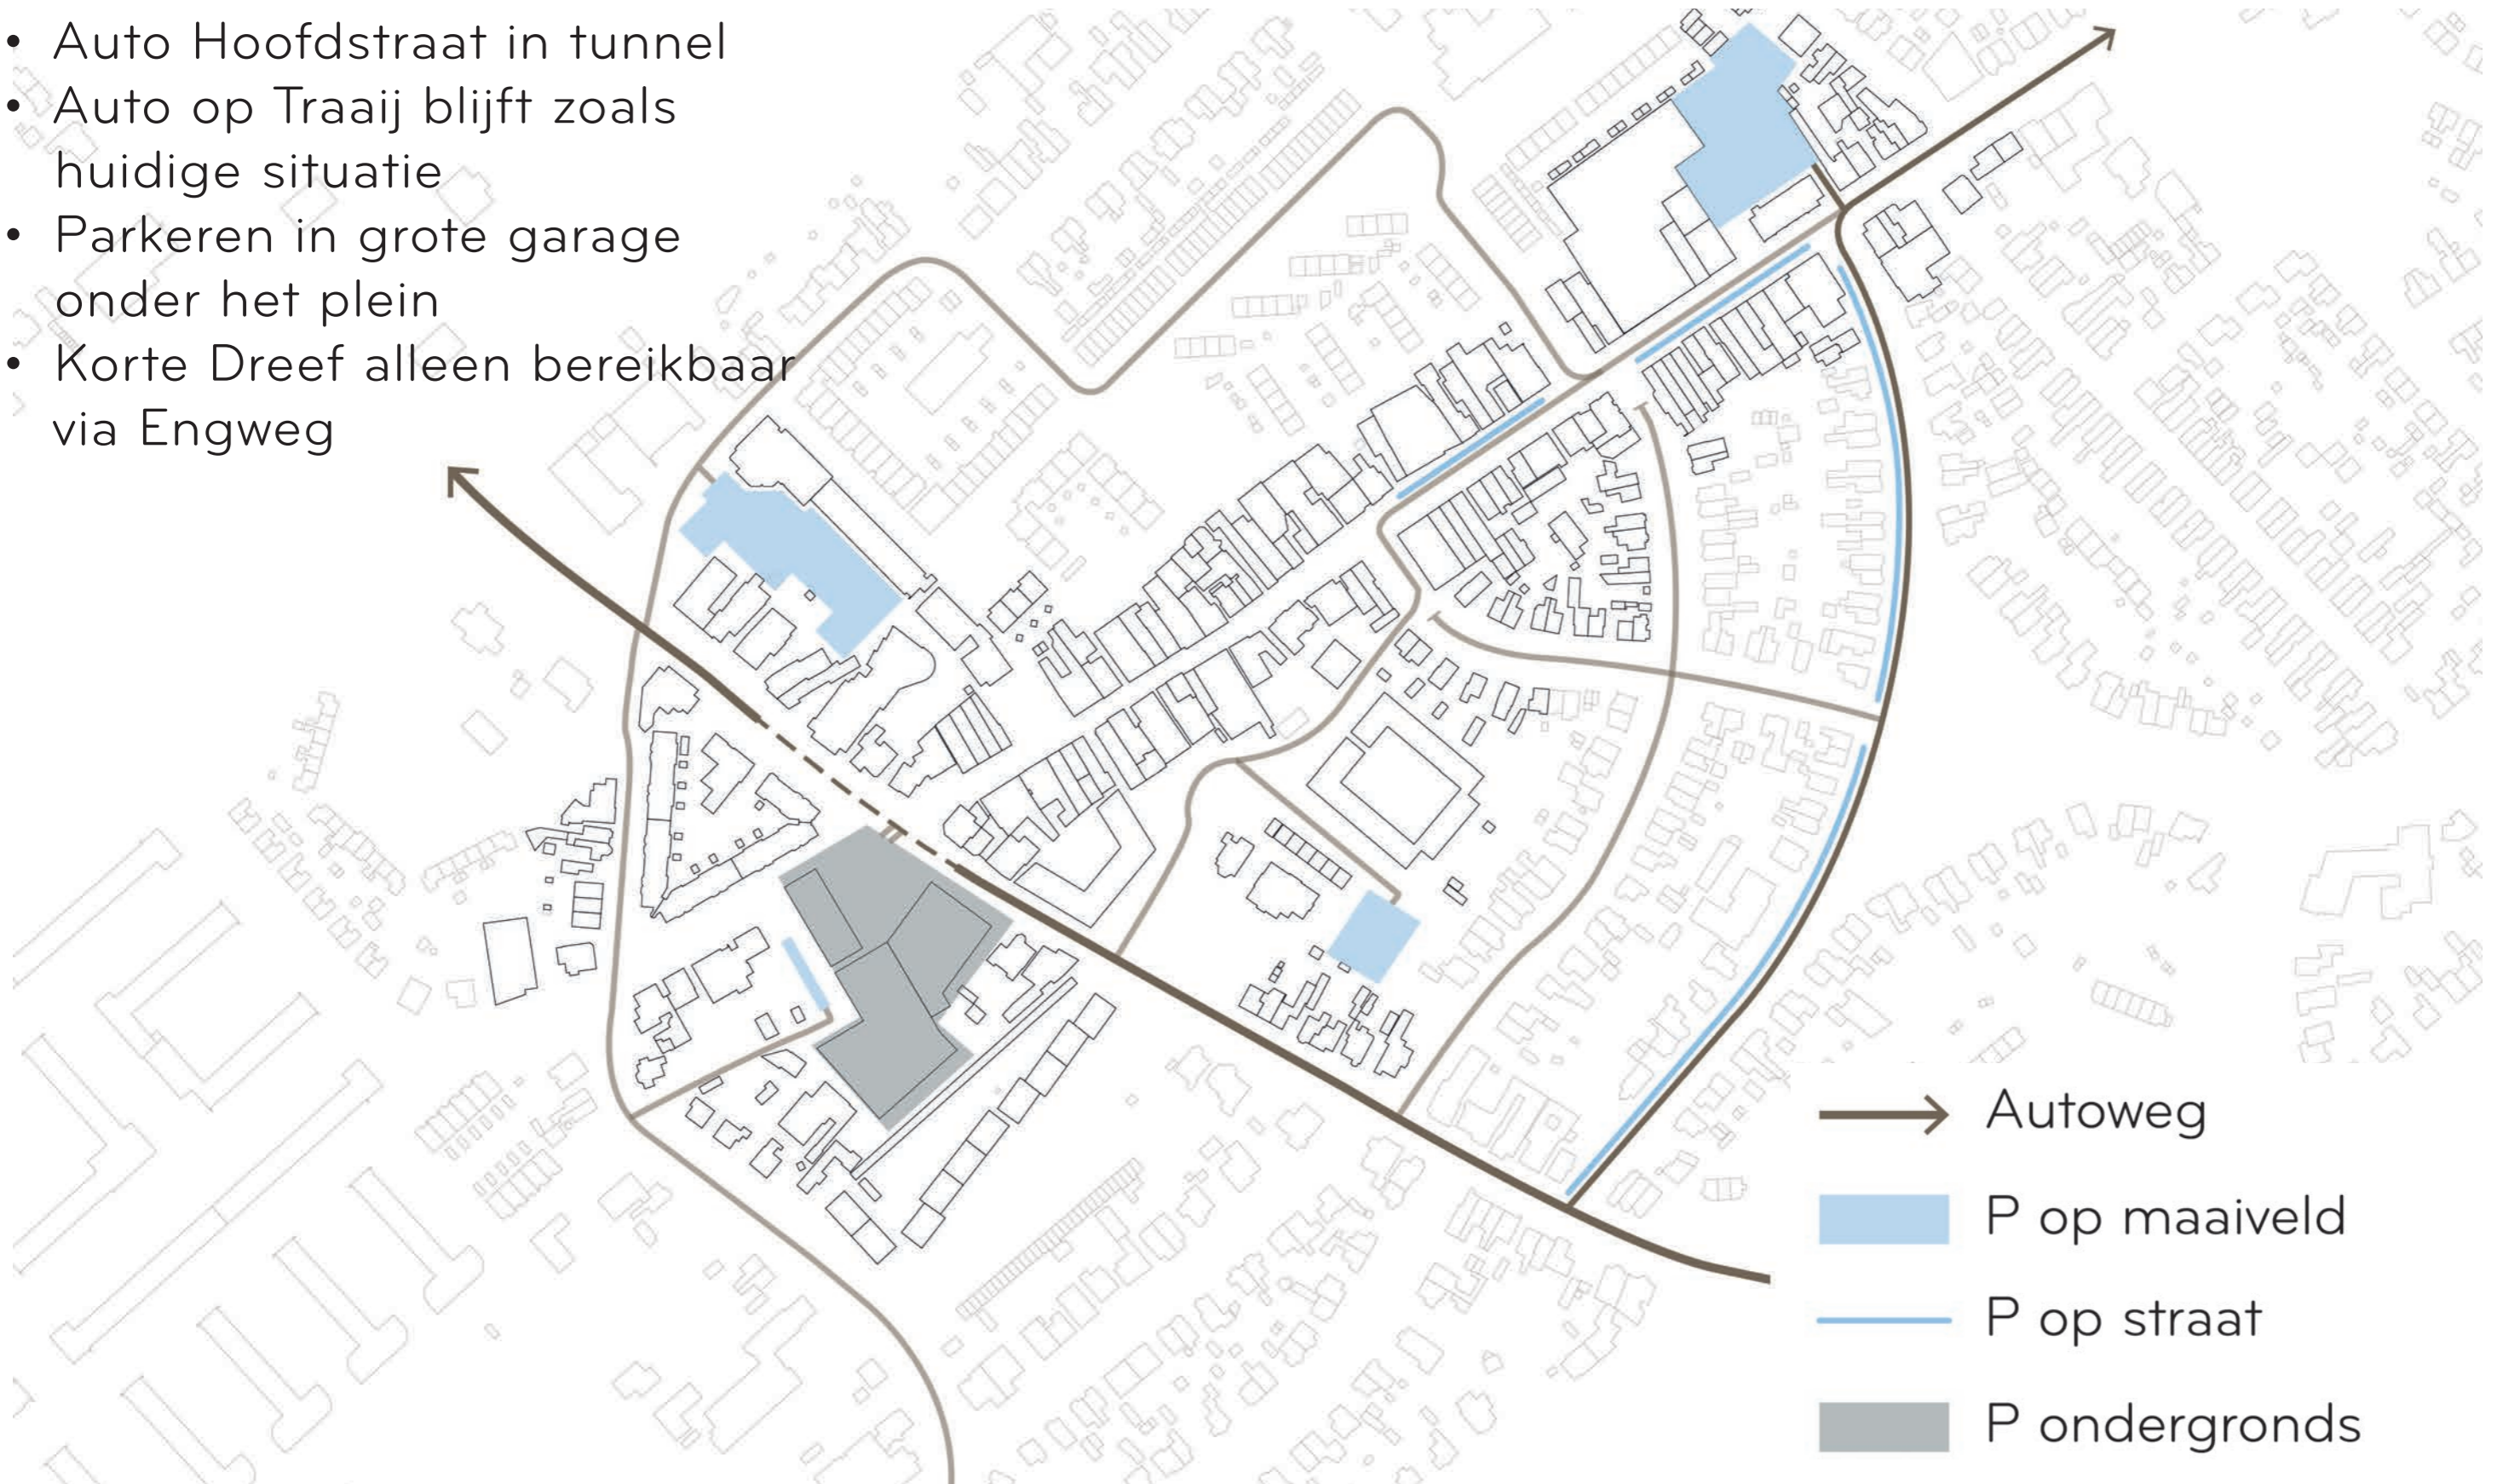 • Auto Hoofdstraat in tunnel
• Auto op Traaij blijft zoals
huidige situatie
• Parkeren in grote garage
onder het plein
• Korte Dreef alleen bereikbaar
via Engweg
Autoweg
P op maaiveld
P op straat
P ondergronds